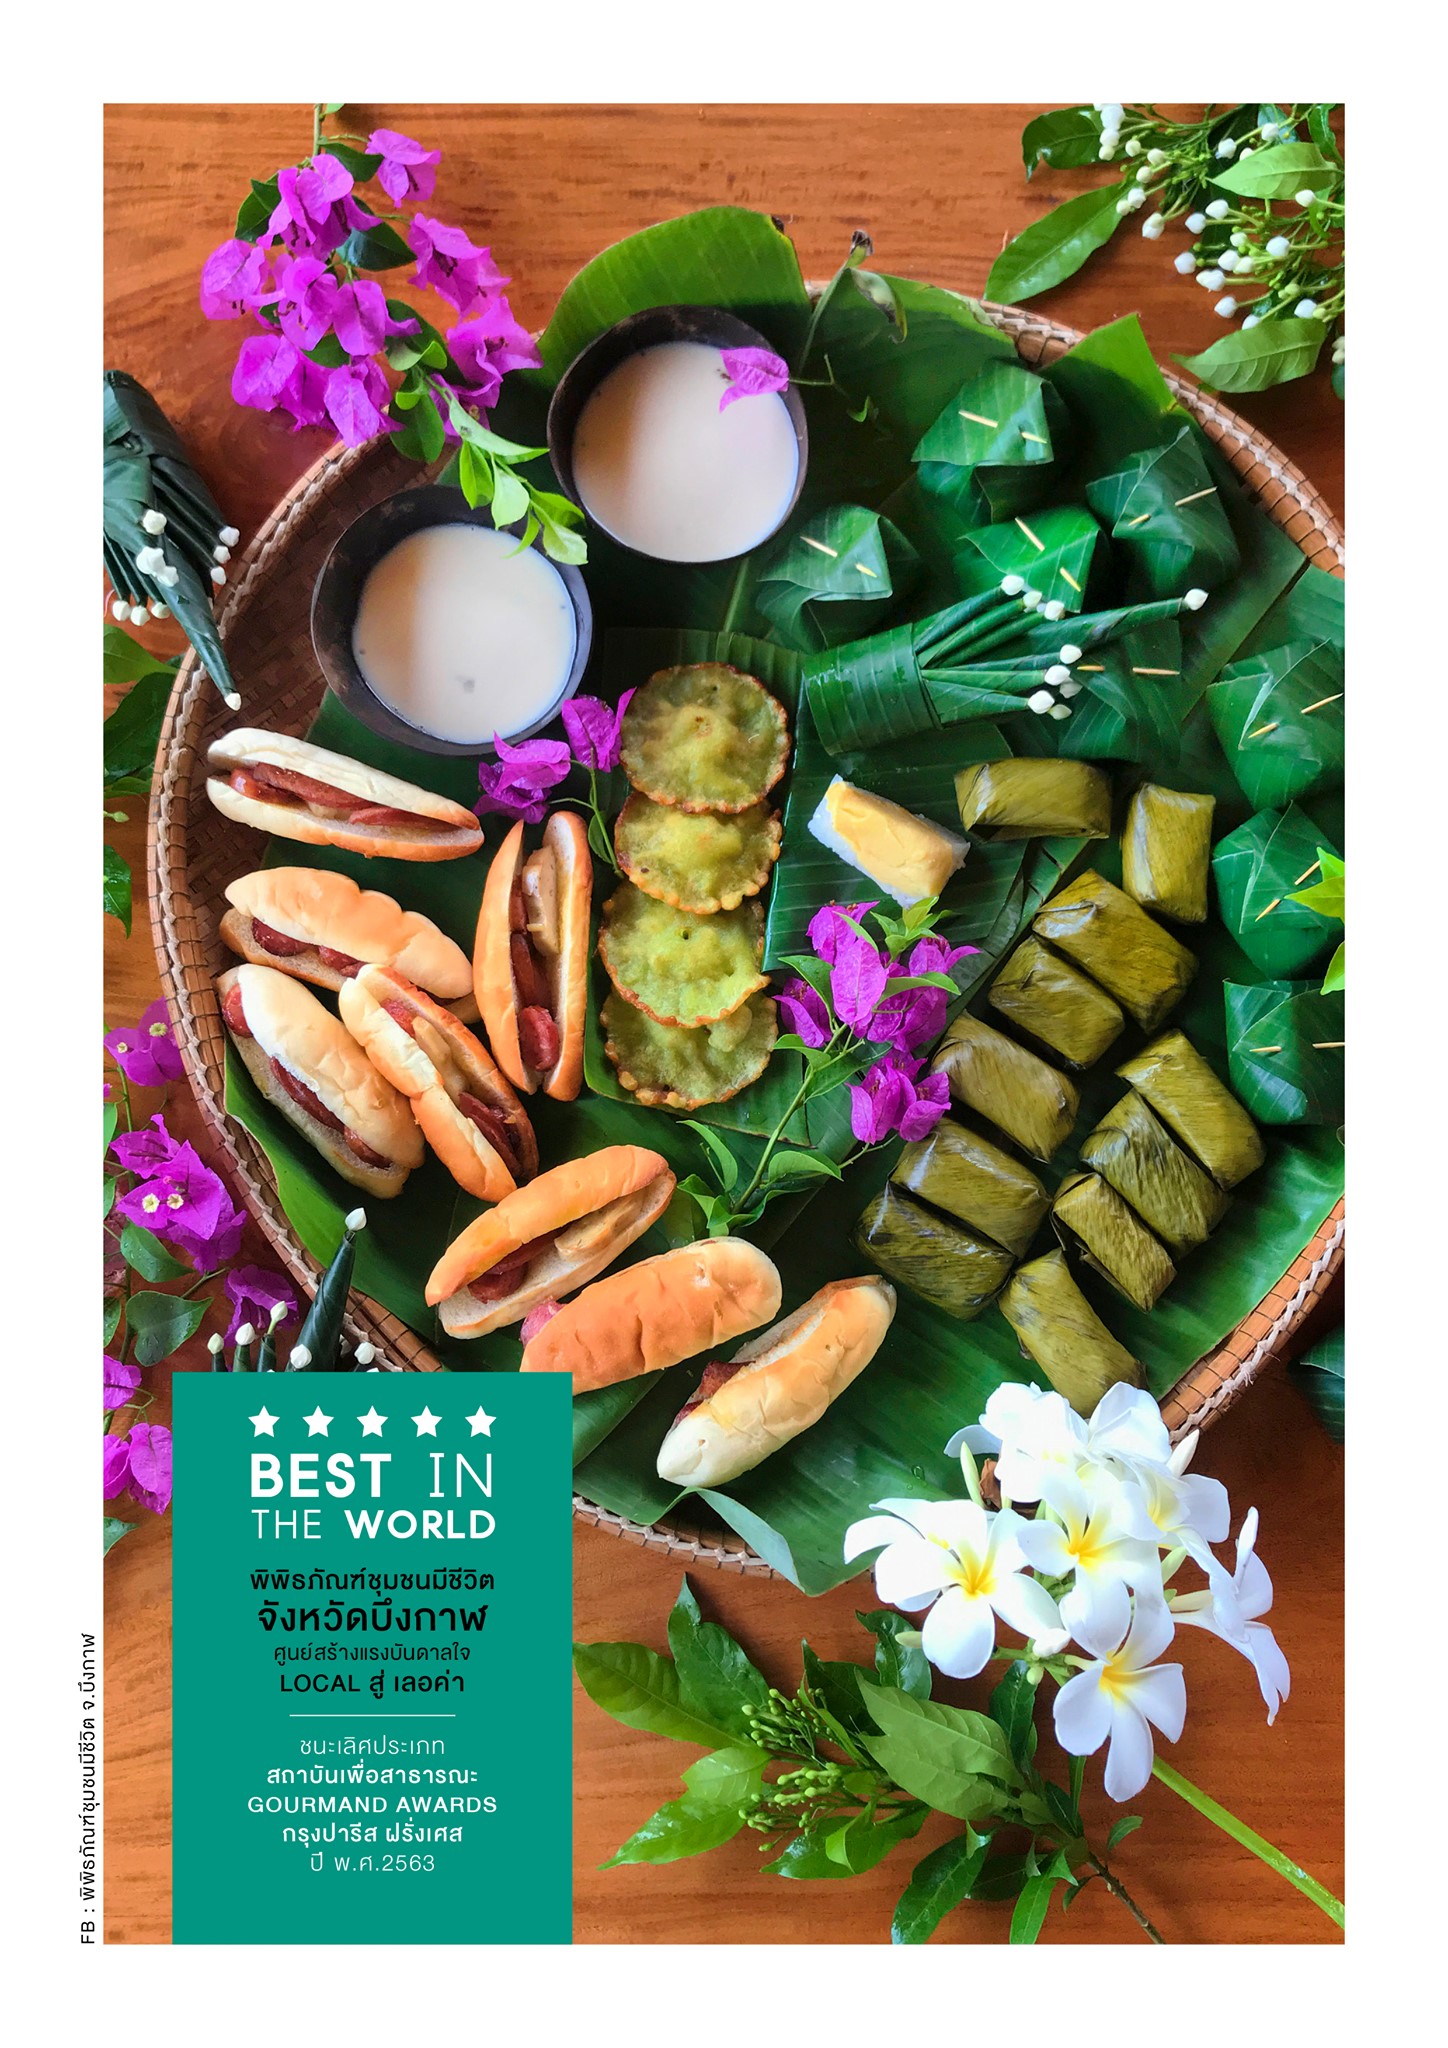 BEST IN
THE WORLD
พิพิธภัณฑ์ชุมชนมีชีวิต
จังหวัดบึงกาฬ
ศูนย์สร้างแรงบันดาลใจ
LOCAL สู่ เลอค่า
ชนะเลิศประเภท
สถาบันเพื่อสาธารณะ
GOURMAND AWARDS
กรุงปารีส ฝรั่งเศส
ปี พ.ศ.2563
FB : พิพิธภัณฑ์ชุมชนมีชีวิต จ.บึงกาฬ